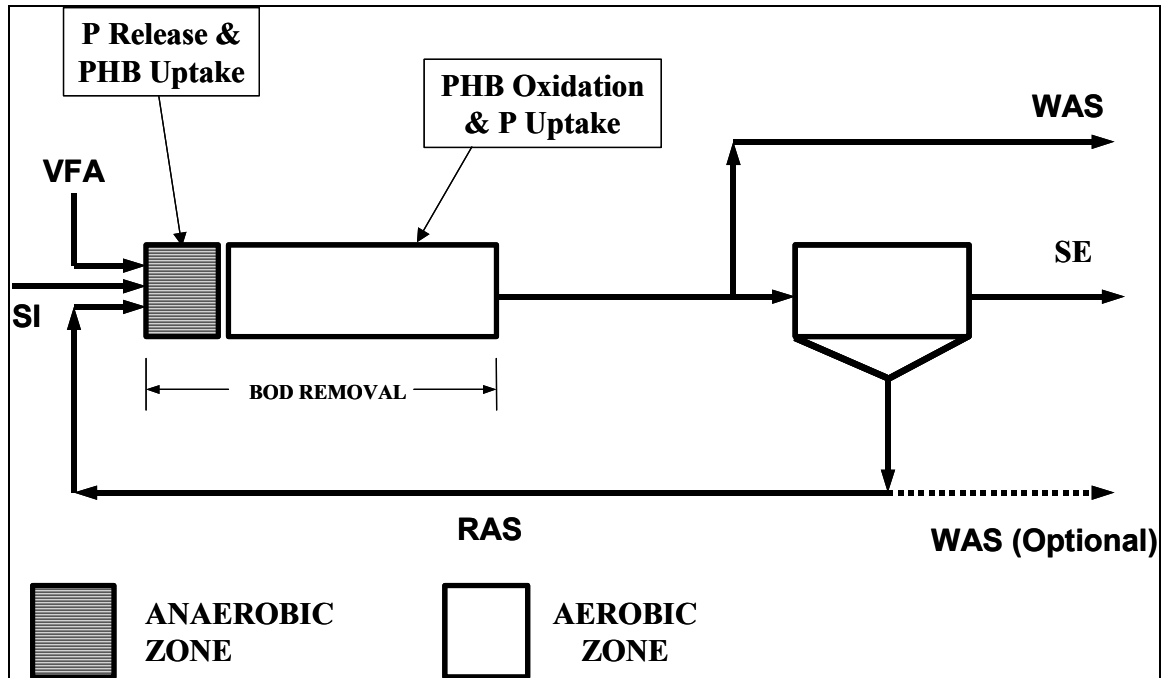 P Release &
PHB Uptake
PHB Oxidation
& P Uptake
WAS
VFA
SE
SI
BOD REMOVAL
RAS
WAS (Optional)
ANAEROBIC
ZONE
AEROBIC
ZONE